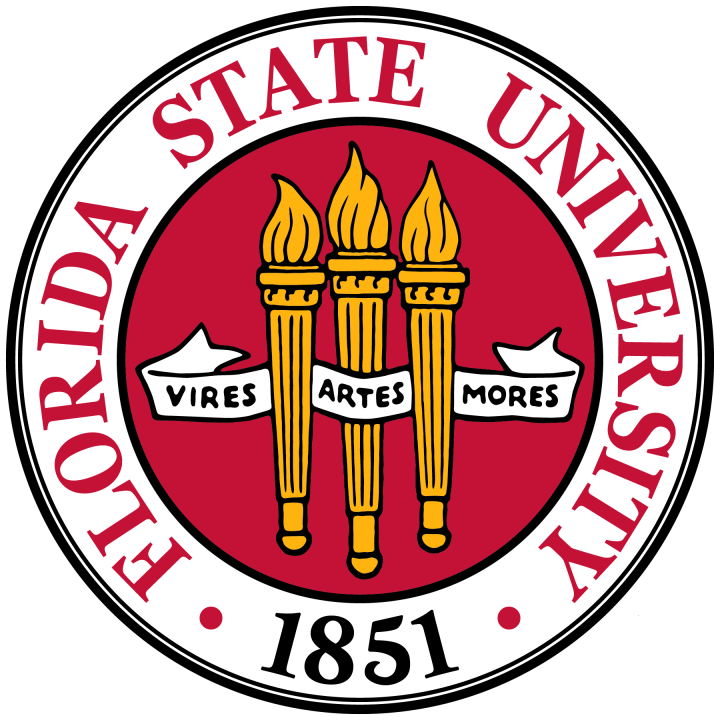 FLORIDA STATE UNIVERSITY
VIRES ARTES MORES
1851